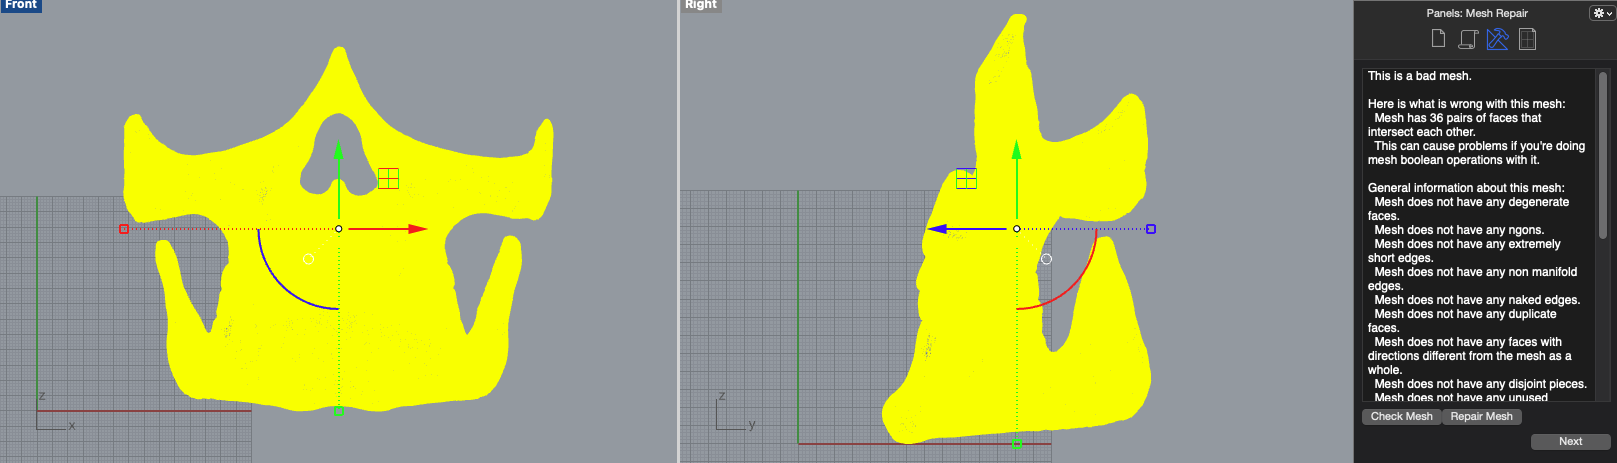 Front
Right
Panels: Mesh Repair
This is a bad mesh.
Here is what is wrong with this mesh:
Mesh has 36 pairs of faces that
intersect each other.
This can cause problems if you're doing
mesh boolean operations with it.
General information about this mesh:
Mesh does not have any degenerate
faces.
Mesh does not have any ngons.
Mesh does not have any extremely
short edges.
Mesh does not have any non manifold
edges.
Mesh does not have any naked edges.
Mesh does not have any duplicate
faces.
Mesh does not have any faces with
directions different from the mesh as a
whole.
Mesh does not have any disjoint pieces.
Mesh does not have any unused
Check Mesh
Repair Mesh
Next
z
x
z
y